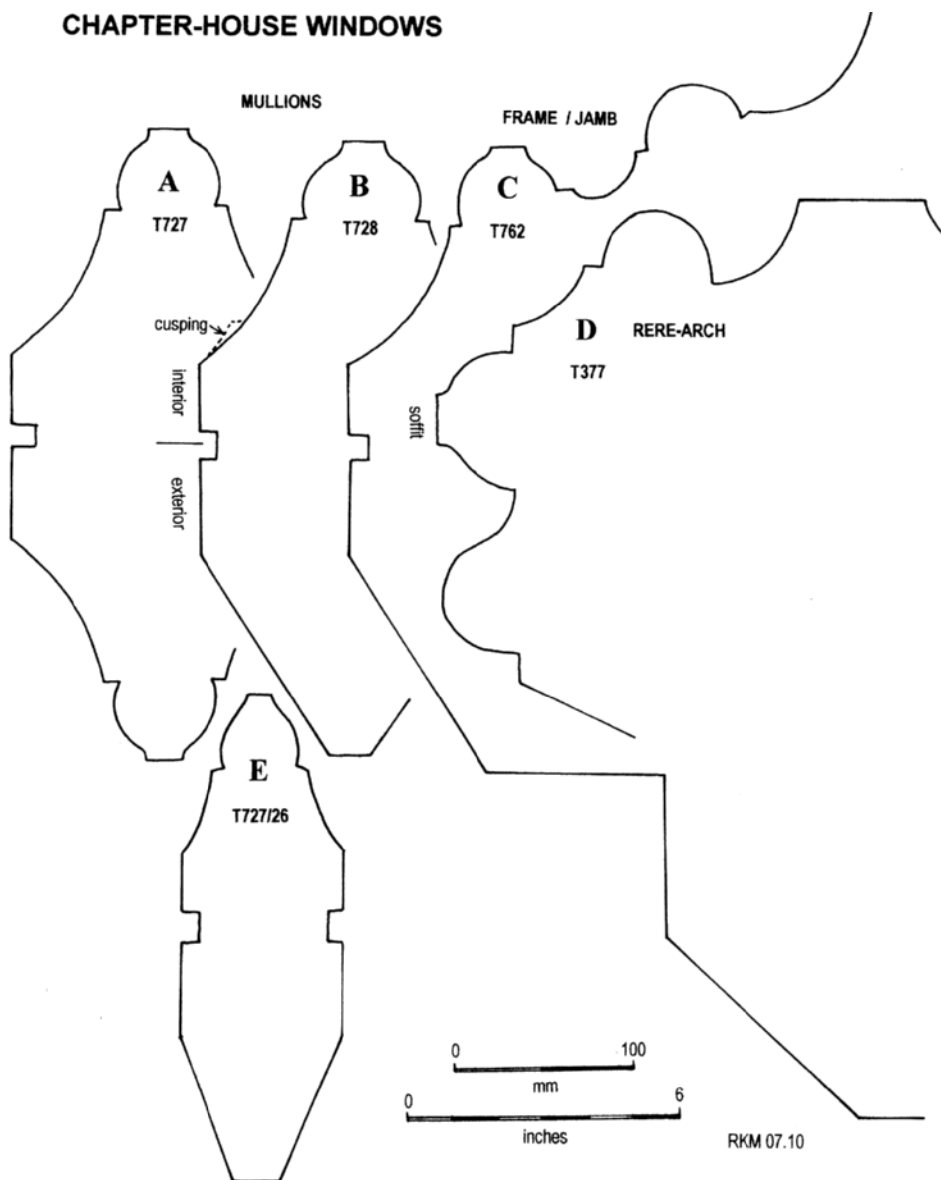 CHAPTER-HOUSE WINDOWS
MULLIONS
FRAME / JAMB
A
T727
B
T728
C
T762
cusping
interior
exterior
soffit
D
RERE-ARCH
T377
E
T727/26
0 100
mm
0 6
inches
RKM 07.10